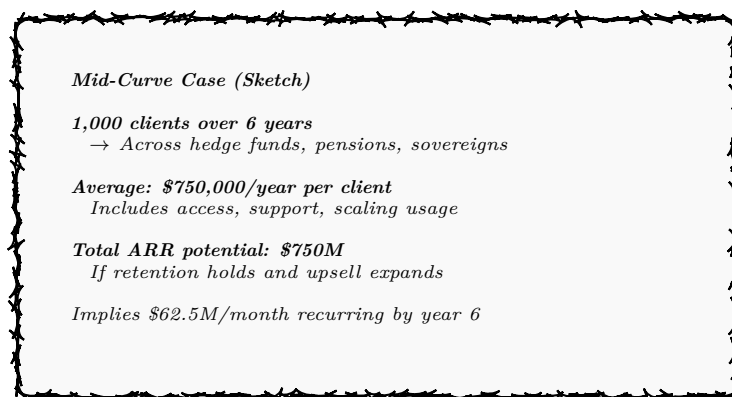 Mid-Curve Case (Sketch)
1,000 clients over 6 years
→ Across hedge funds, pensions, sovereigns
Average: $750,000/year per client
Includes access, support, scaling usage
Total ARR potential: $750M
If retention holds and upsell expands
Implies $62.5M/month recurring by year 6